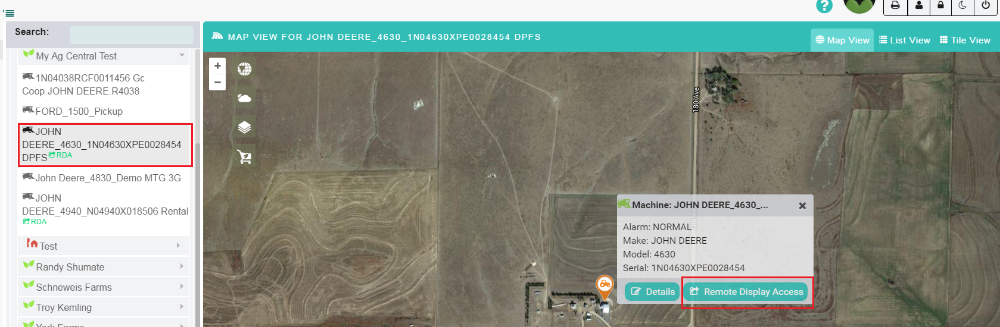 ?
Search:
MAP VIEW FOR JOHN DEERE_4630_1N04630XPE0028454 DPFS
Map View
List View
Tile View
My Ag Central Test
1N04038RCF0011456 Gc
Coop.JOHN DEERE.R4038
FORD_1500_Pickup
JOHN
DEERE_4630_1N04630XPE0028454
DPFS RDA
John Deere_4830_Demo MTG 3G
JOHN
DEERE_4940_N04940X018506 Rental
RDA
Test
Randy Shumate
Schneweis Farms
Troy Kemling
York Farms
+
−
180 Ave
Machine: JOHN DEERE_4630_...
Alarm: NORMAL
Make: JOHN DEERE
Model: 4630
Serial: 1N04630XPE0028454
Details
Remote Display Access
180 Av